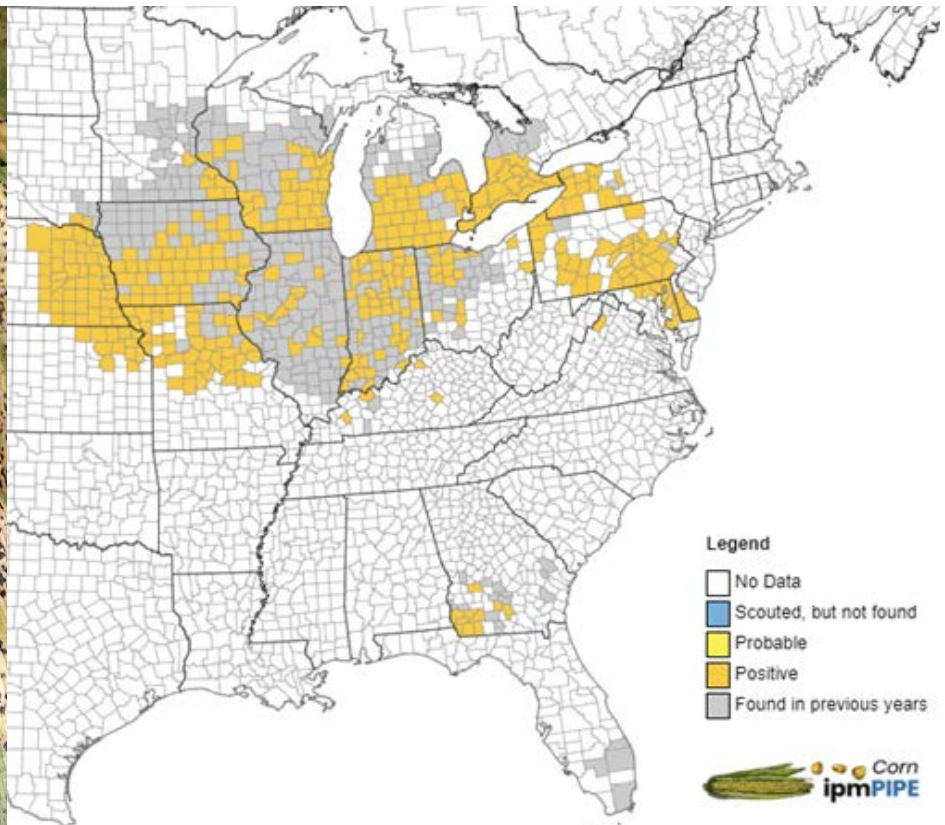 Legend
No Data
Scouted, but not found
Probable
Positive
Found in previous years
Corn
ipmPIPE